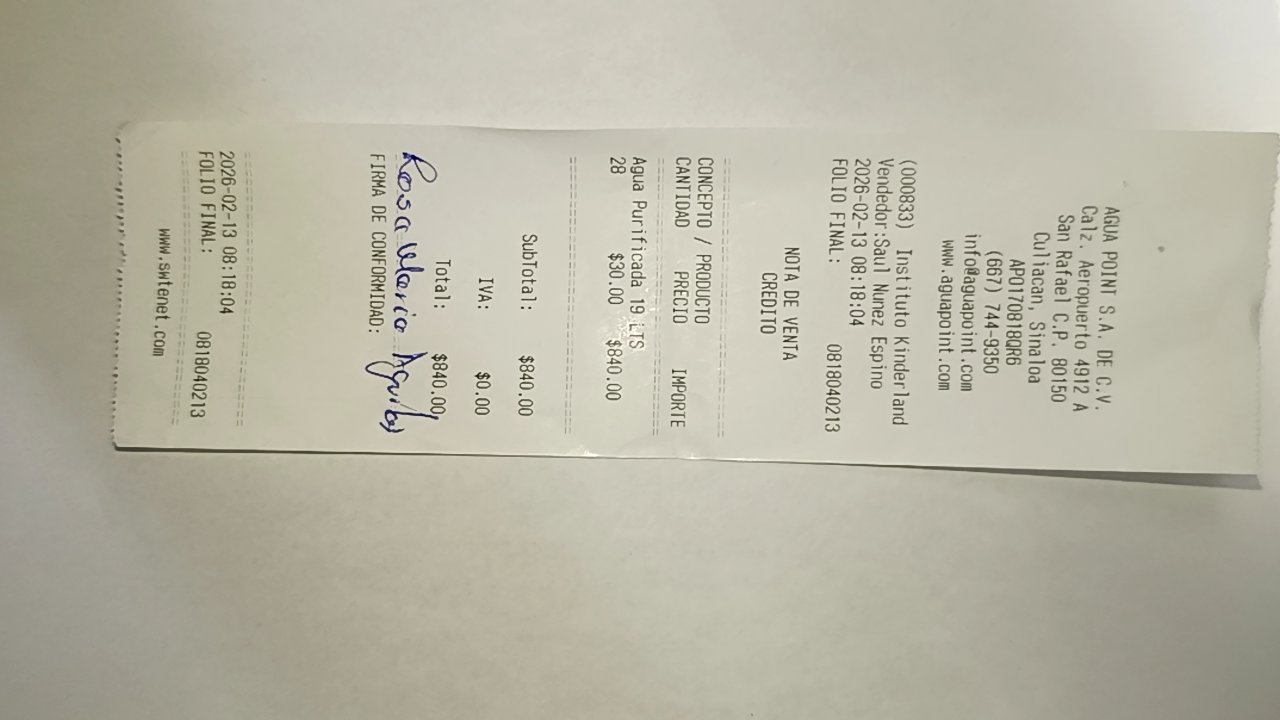 AGUA POINT S.A. DE C.V.
Calz. Aeropuerto 4912 A
San Rafael C.P. 80150
Culiacan, Sinaloa
APO170818QR6
(667) 744-9350
info@aguapoint.com
www.aguapoint.com
(000833) Instituto Kinderland
Vendedor:Saul Nunez Espino
2026-02-13 08:18:04
FOLIO FINAL: 0818040213
NOTA DE VENTA
CREDITO
CONCEPTO / PRODUCTO
CANTIDAD PRECIO IMPORTE
Agua Purificada 19 LTS
28 $30.00 $840.00
SubTotal: $840.00
IVA: $0.00
Total: $840.00
Rosa Maria Aguilar
FIRMA DE CONFORMIDAD:
2026-02-13 08:18:04
FOLIO FINAL: 0818040213
www.swtenet.com